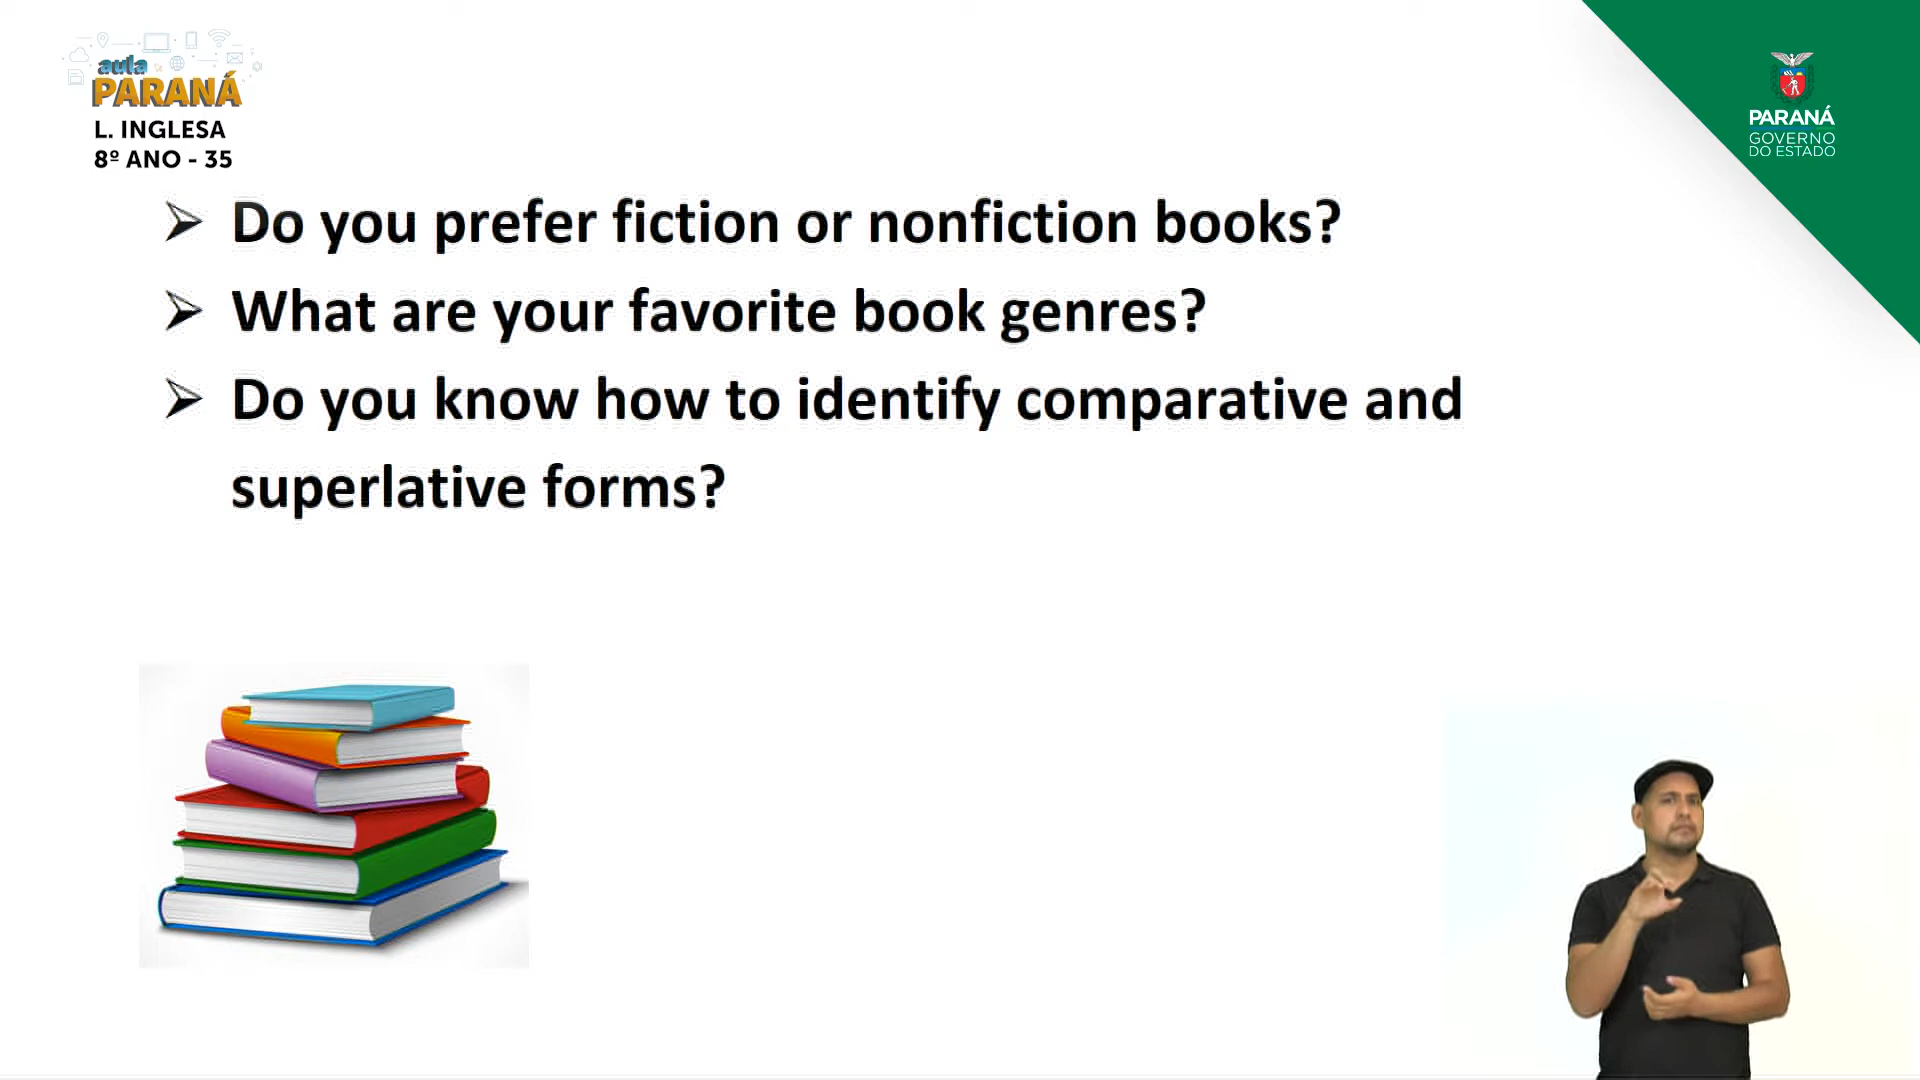 aula
PARANÁ
L. INGLESA
8º ANO - 35
PARANÁ
GOVERNO
DO ESTADO
Do you prefer fiction or nonfiction books?
What are your favorite book genres?
Do you know how to identify comparative and
superlative forms?